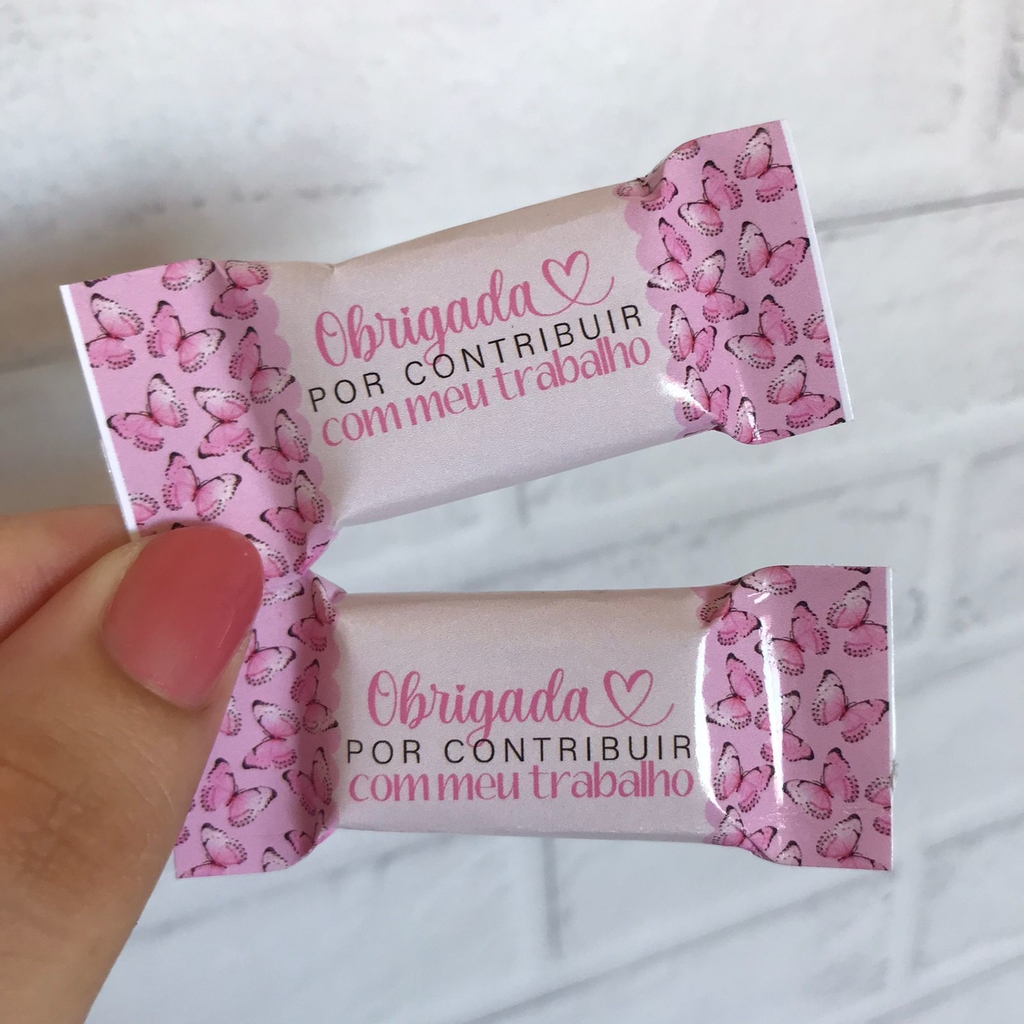 Obrigada
POR CONTRIBUIR
com meu trabalho
Obrigada
POR CONTRIBUIR
com meu trabalho